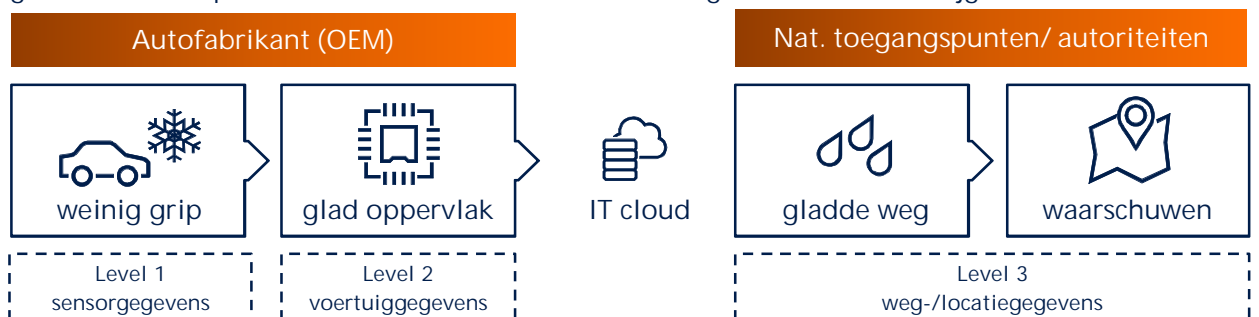 Autofabrikant (OEM)
Nat. toegangspunten/ autoriteiten
weinig grip
glad oppervlak
IT cloud
gladde weg
waarschuwen
Level 1
sensorgegevens
Level 2
voertuiggegevens
Level 3
weg-/locatiegegevens